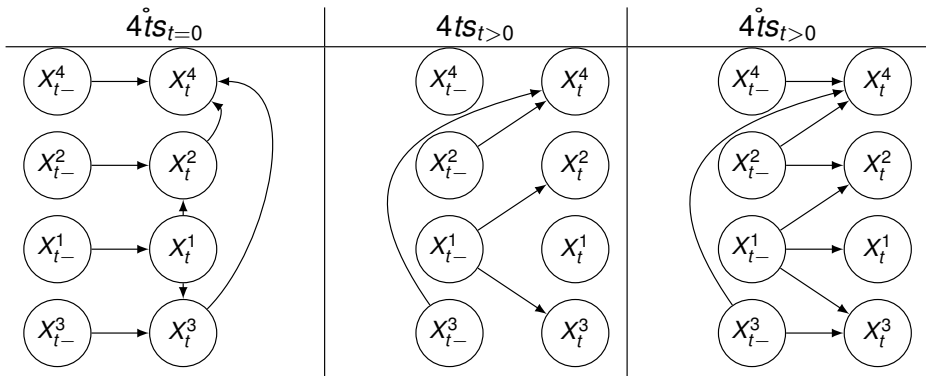 4t̊s_{t=0} 4ts_{t>0} 4t̊s_{t>0}
X^4_{t−} X^4_t X^4_{t−} X^4_t X^4_{t−} X^4_t
X^2_{t−} X^2_t X^2_{t−} X^2_t X^2_{t−} X^2_t
X^1_{t−} X^1_t X^1_{t−} X^1_t X^1_{t−} X^1_t
X^3_{t−} X^3_t X^3_{t−} X^3_t X^3_{t−} X^3_t